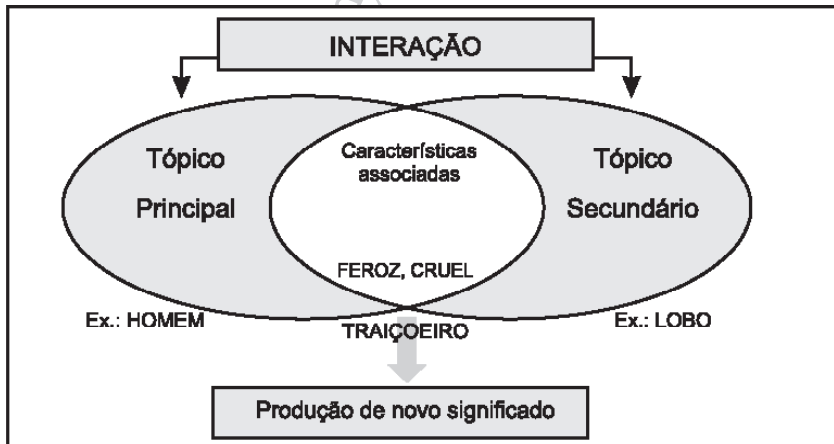 INTERAÇÃO
Tópico
Principal
Características
associadas
Tópico
Secundário
FEROZ, CRUEL
Ex.: HOMEM
TRAIÇOEIRO
Ex.: LOBO
Produção de novo significado